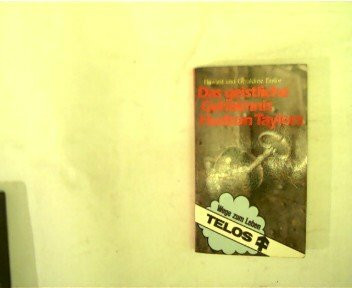 Howard und Geraldine Taylor
Das geistliche
Geheimnis
Hudson Taylors
Wege zum Leben
TELOS